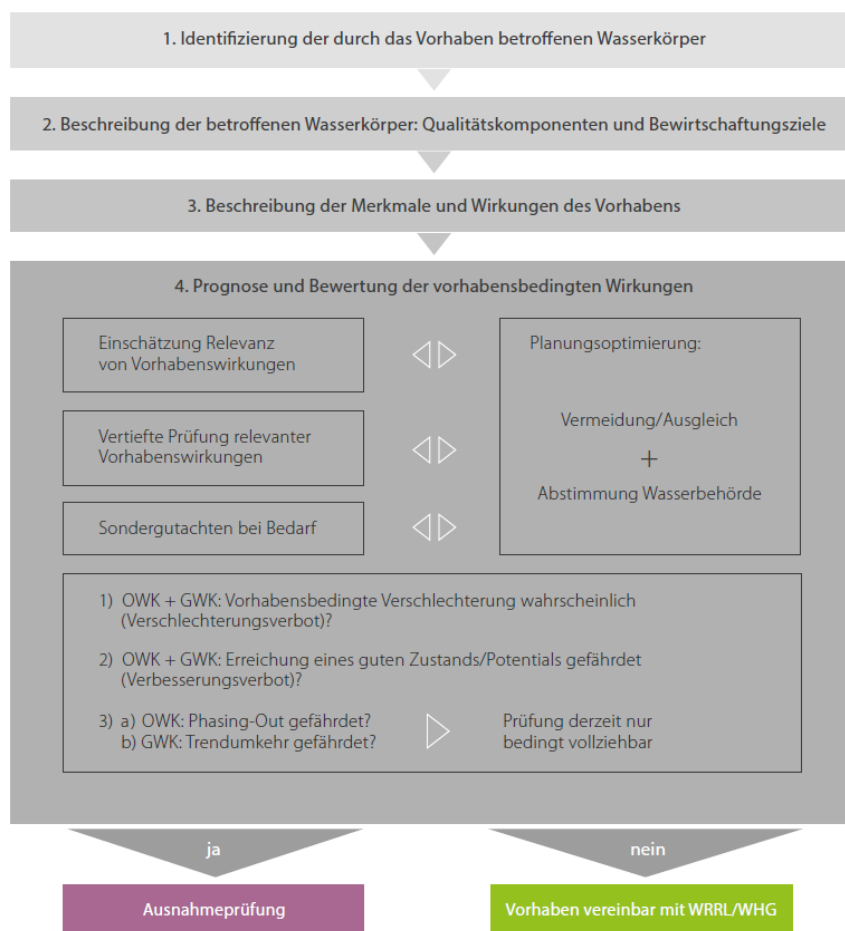 1. Identifizierung der durch das Vorhaben betroffenen Wasserkörper
2. Beschreibung der betroffenen Wasserkörper: Qualitätskomponenten und Bewirtschaftungsziele
3. Beschreibung der Merkmale und Wirkungen des Vorhabens
4. Prognose und Bewertung der vorhabensbedingten Wirkungen
Einschätzung Relevanz
von Vorhabenswirkungen
Vertiefte Prüfung relevanter
Vorhabenswirkungen
Sondergutachten bei Bedarf
Planungsoptimierung:
Vermeidung/Ausgleich
+
Abstimmung Wasserbehörde
1) OWK + GWK: Vorhabensbedingte Verschlechterung wahrscheinlich
(Verschlechterungsverbot)?
2) OWK + GWK: Erreichung eines guten Zustands/Potentials gefährdet
(Verbesserungsverbot)?
3) a) OWK: Phasing-Out gefährdet?
b) GWK: Trendumkehr gefährdet?
Prüfung derzeit nur
bedingt vollziehbar
ja
nein
Ausnahmeprüfung
Vorhaben vereinbar mit WRRL/WHG